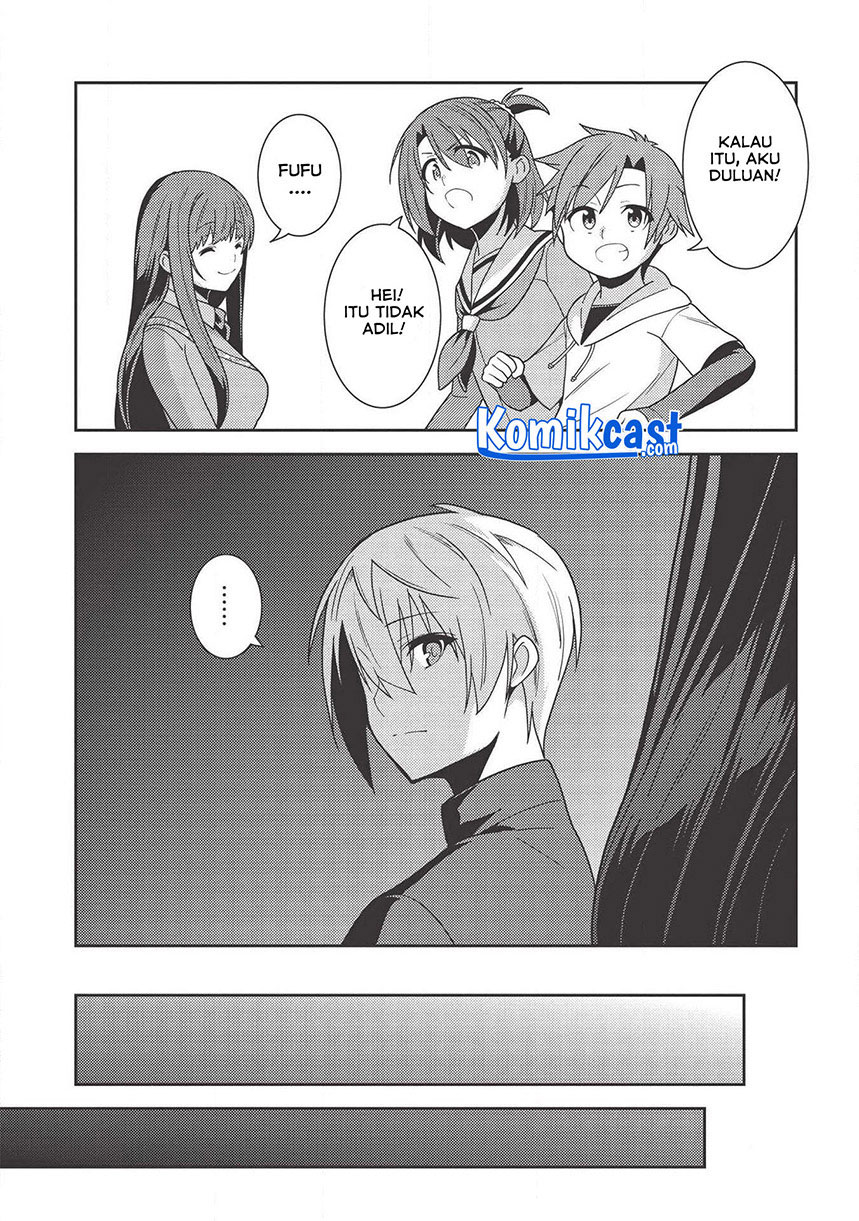 KALAU
ITU, AKU
DULUAN!
HEI!
ITU TIDAK
ADIL!
FUFU
....
Komikcast
.com
......